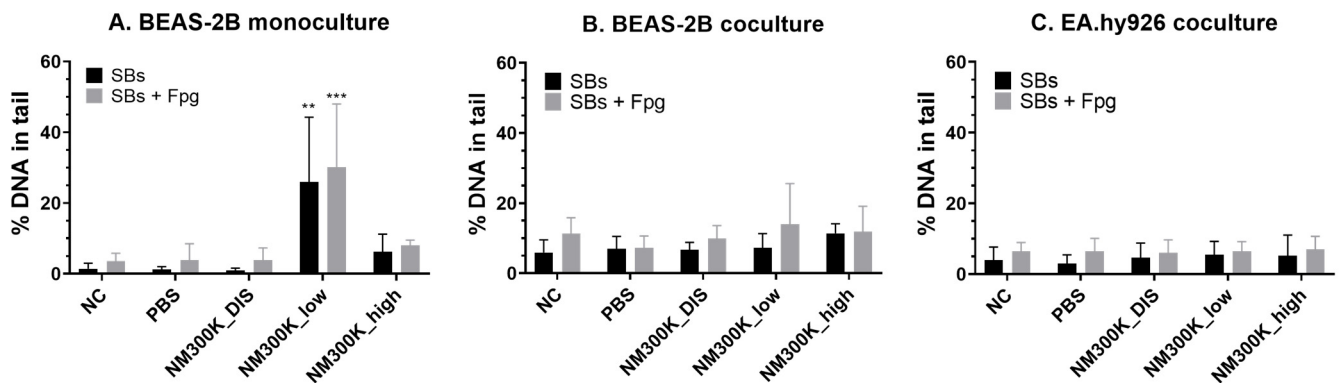 A. BEAS-2B monoculture
% DNA in tail
60
40
20
0
SBs
SBs + Fpg
**
***
NC
PBS
NM300K_DIS
NM300K_low
NM300K_high
B. BEAS-2B coculture
% DNA in tail
60
40
20
0
SBs
SBs + Fpg
NC
PBS
NM300K_DIS
NM300K_low
NM300K_high
C. EA.hy926 coculture
% DNA in tail
60
40
20
0
SBs
SBs + Fpg
NC
PBS
NM300K_DIS
NM300K_low
NM300K_high